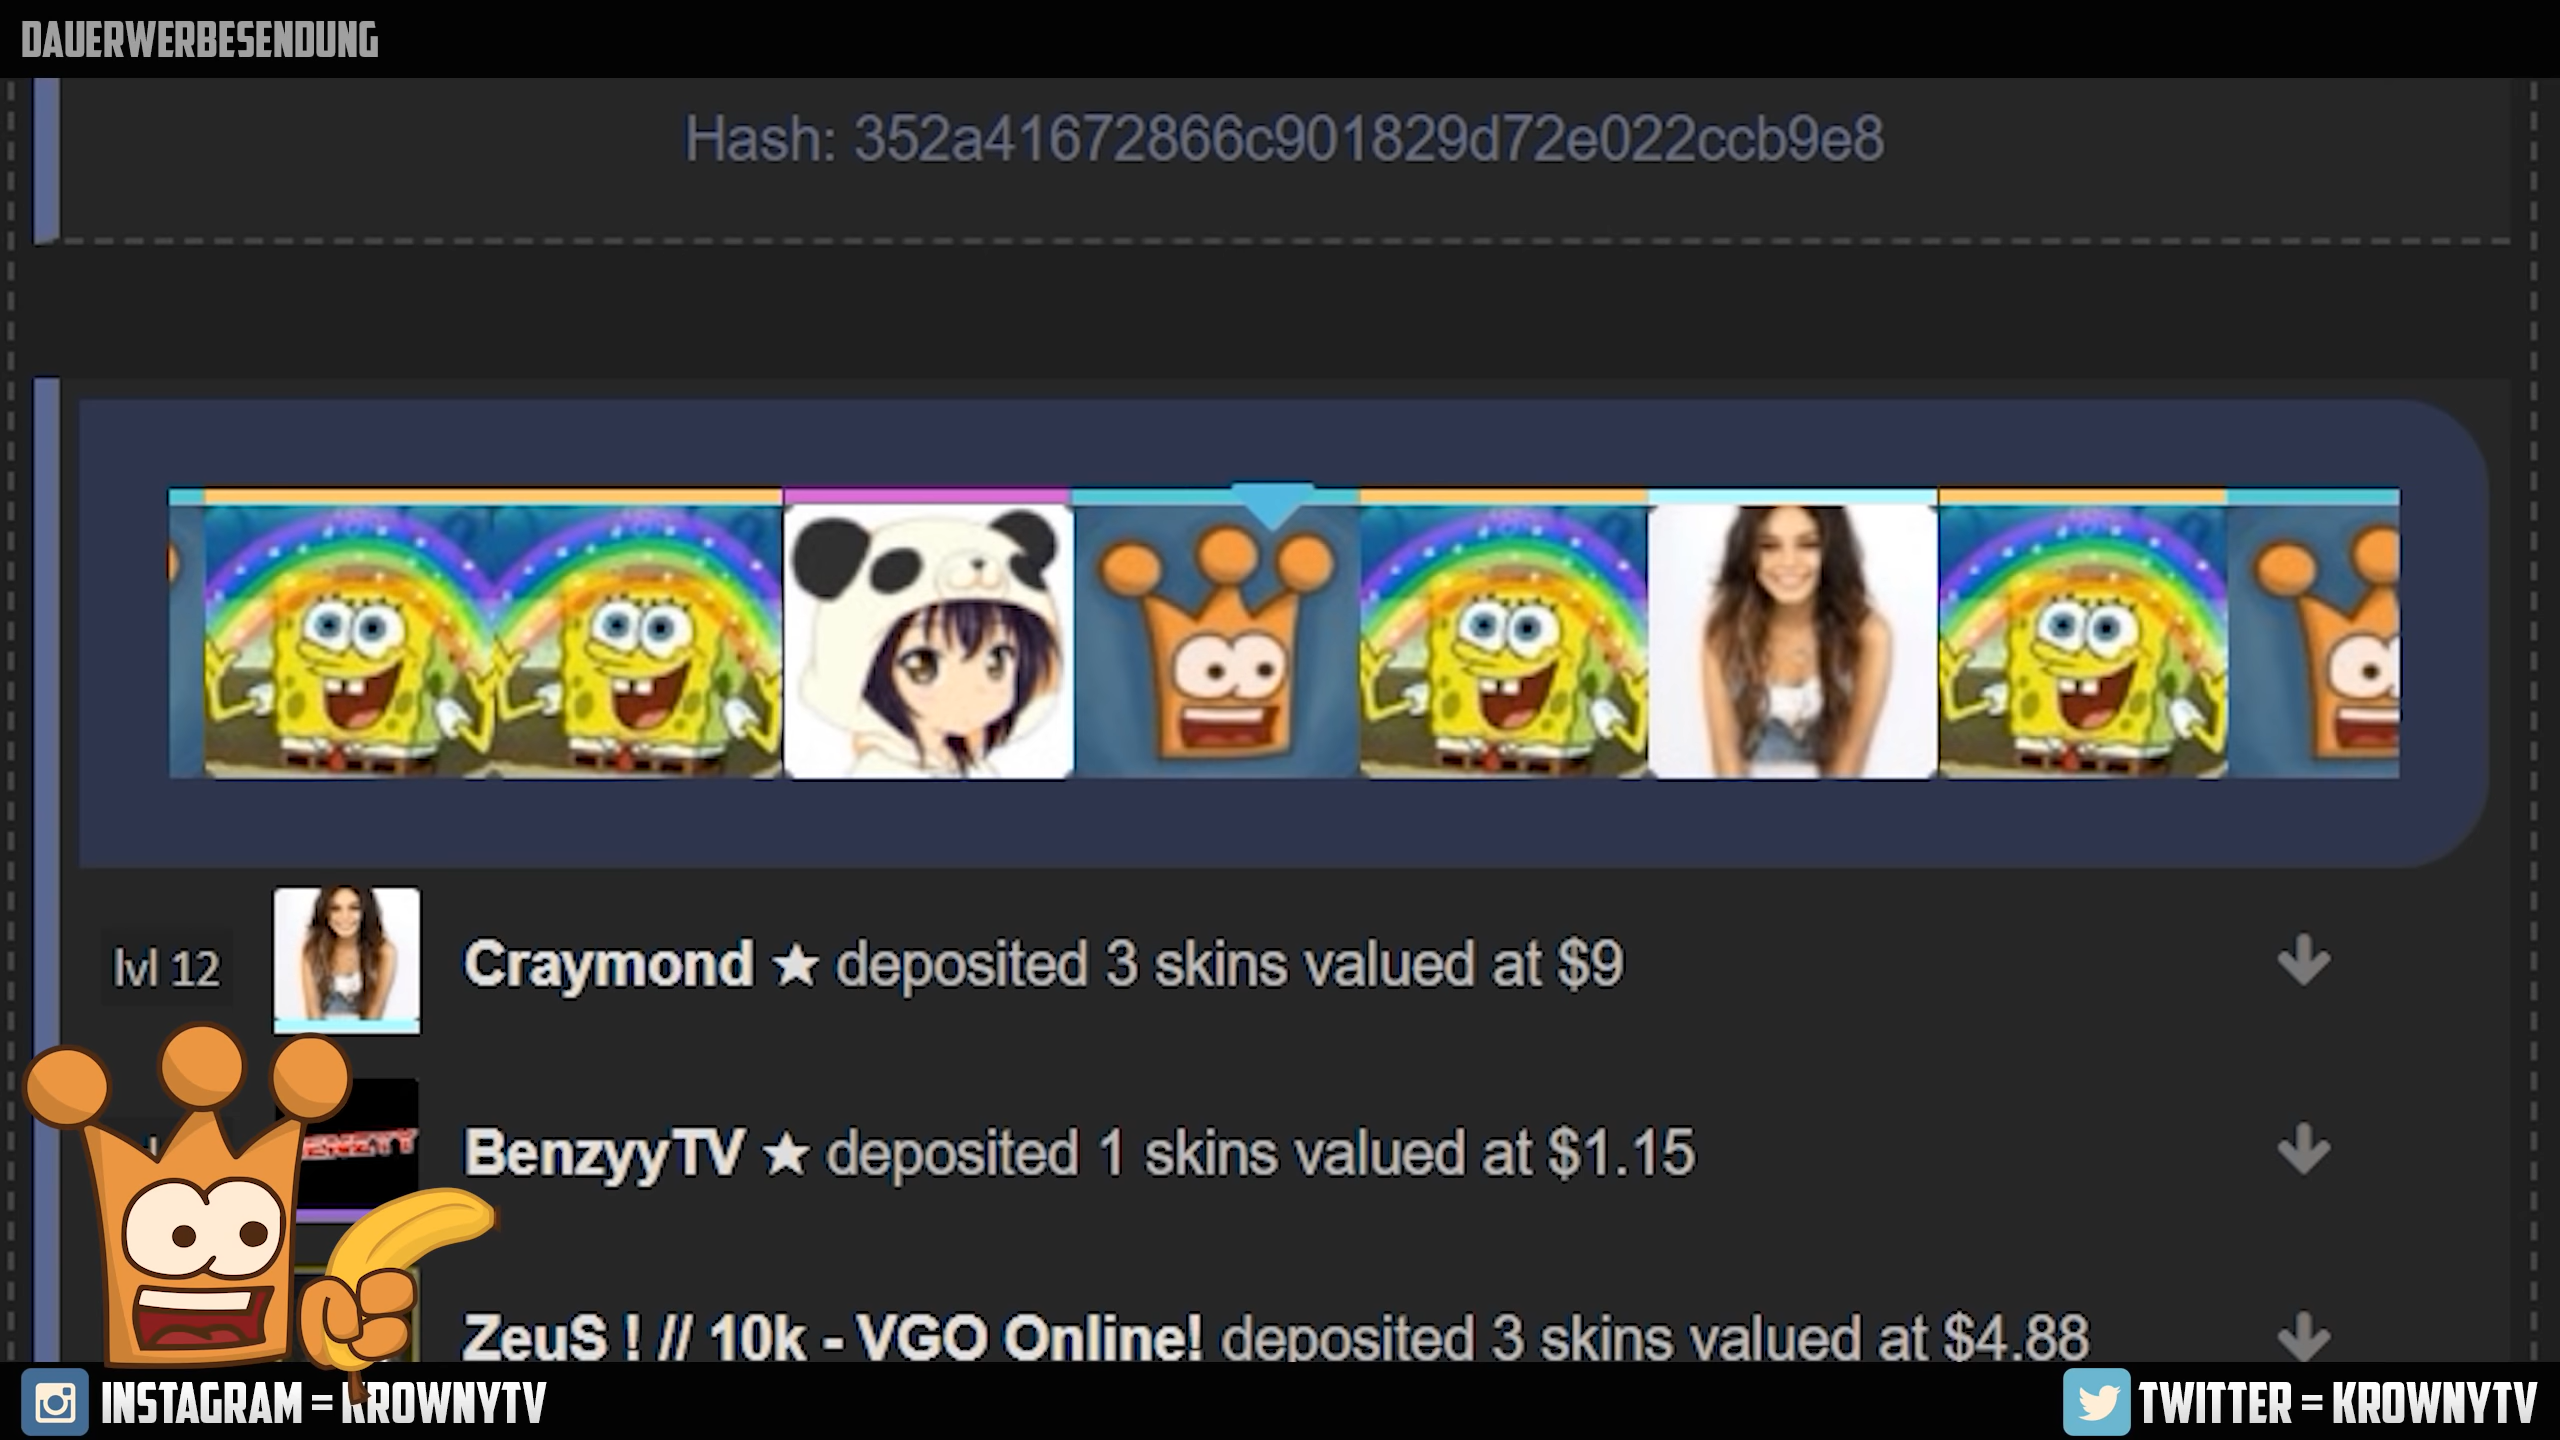 DAUERWERBESENDUNG
Hash: 352a41672866c901829d72e022ccb9e8
lvl 12 Craymond ★ deposited 3 skins valued at $9
BenzyyTV ★ deposited 1 skins valued at $1.15
ZeuS ! // 10k - VGO Online! deposited 3 skins valued at $4.88
INSTAGRAM = KROWNYTV
TWITTER = KROWNYTV